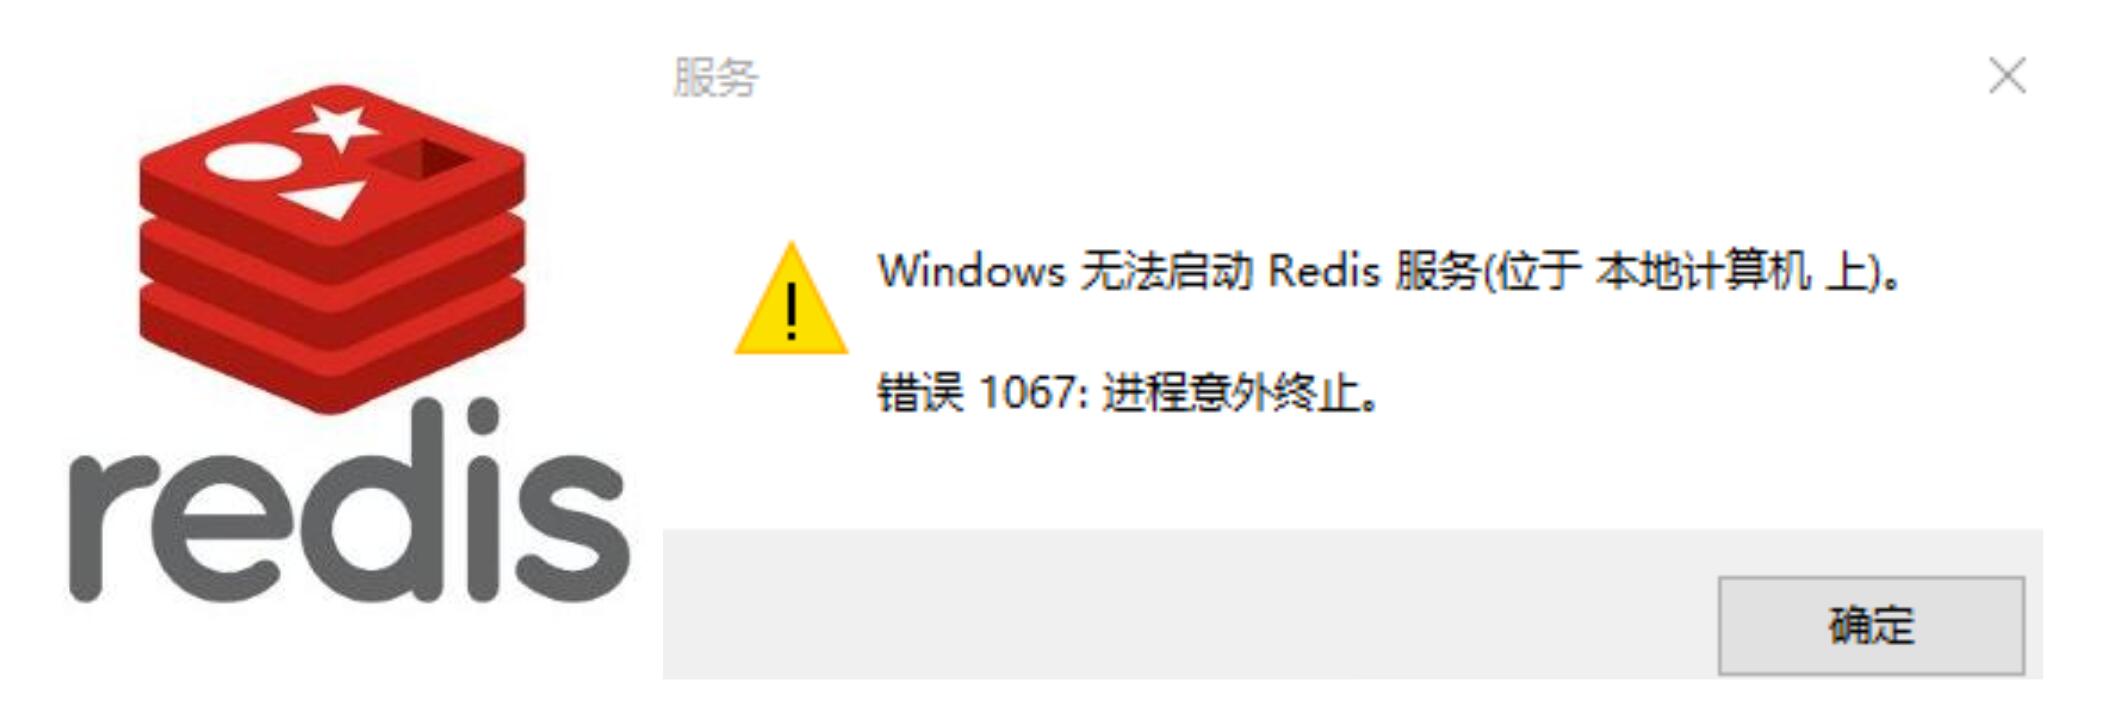 redis
服务
Windows 无法启动 Redis 服务(位于 本地计算机 上)。
错误 1067: 进程意外终止。
确定